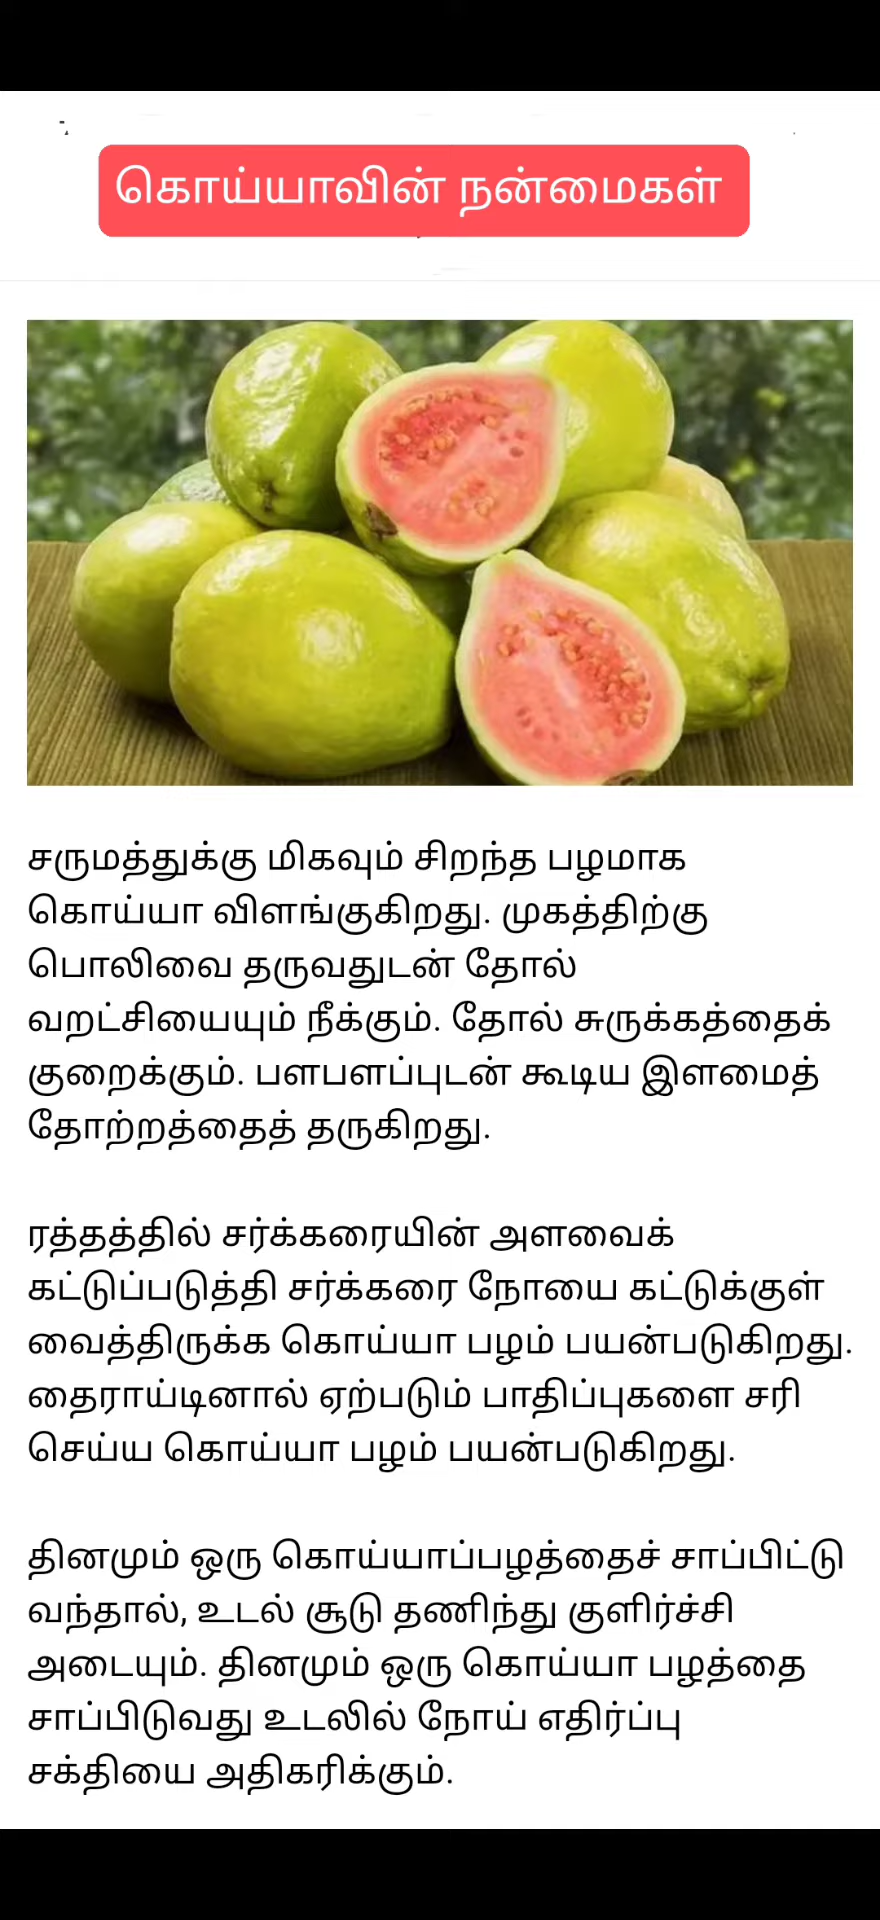 கொய்யாவின் நன்மைகள்
சருமத்துக்கு மிகவும் சிறந்த பழமாக
கொய்யா விளங்குகிறது. முகத்திற்கு
பொலிவை தருவதுடன் தோல்
வறட்சியையும் நீக்கும். தோல் சுருக்கத்தைக்
குறைக்கும். பளபளப்புடன் கூடிய இளமைத்
தோற்றத்தைத் தருகிறது.
ரத்தத்தில் சர்க்கரையின் அளவைக்
கட்டுப்படுத்தி சர்க்கரை நோயை கட்டுக்குள்
வைத்திருக்க கொய்யா பழம் பயன்படுகிறது.
தைராய்டினால் ஏற்படும் பாதிப்புகளை சரி
செய்ய கொய்யா பழம் பயன்படுகிறது.
தினமும் ஒரு கொய்யாப்பழத்தைச் சாப்பிட்டு
வந்தால், உடல் சூடு தணிந்து குளிர்ச்சி
அடையும். தினமும் ஒரு கொய்யா பழத்தை
சாப்பிடுவது உடலில் நோய் எதிர்ப்பு
சக்தியை அதிகரிக்கும்.